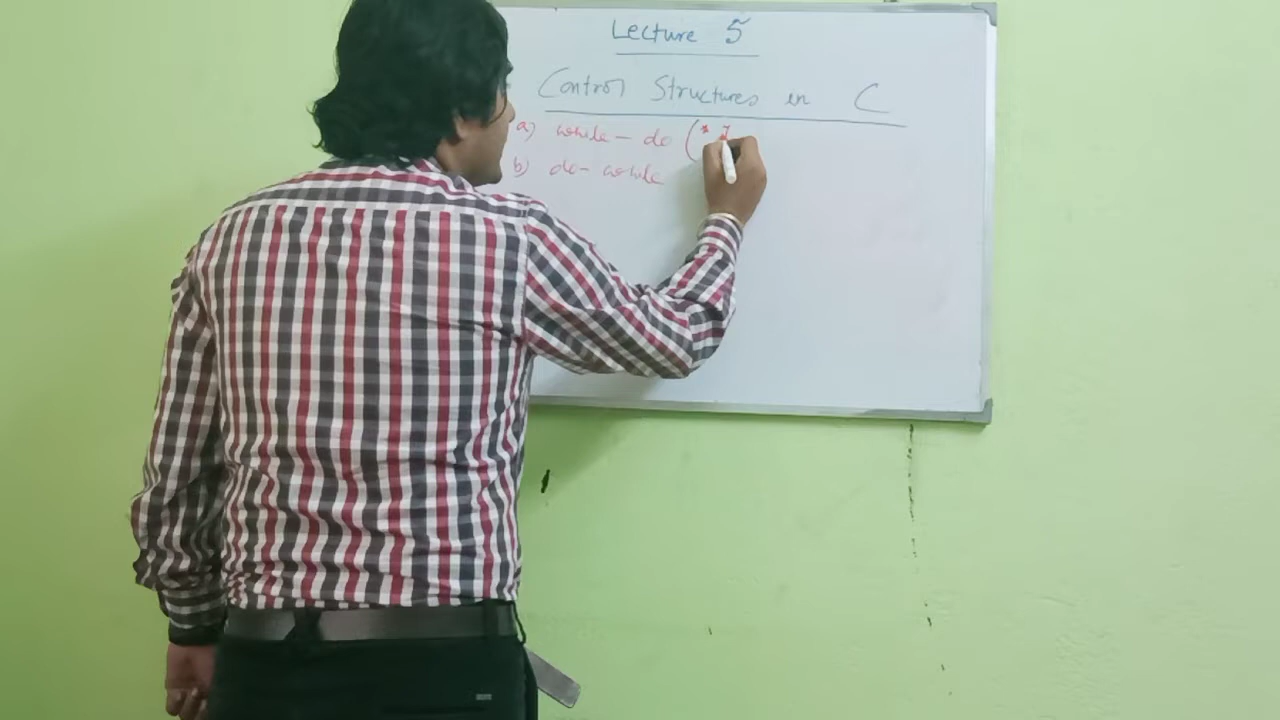 Lecture 5
Control Structures in C
a) while - do (*
b) do - while